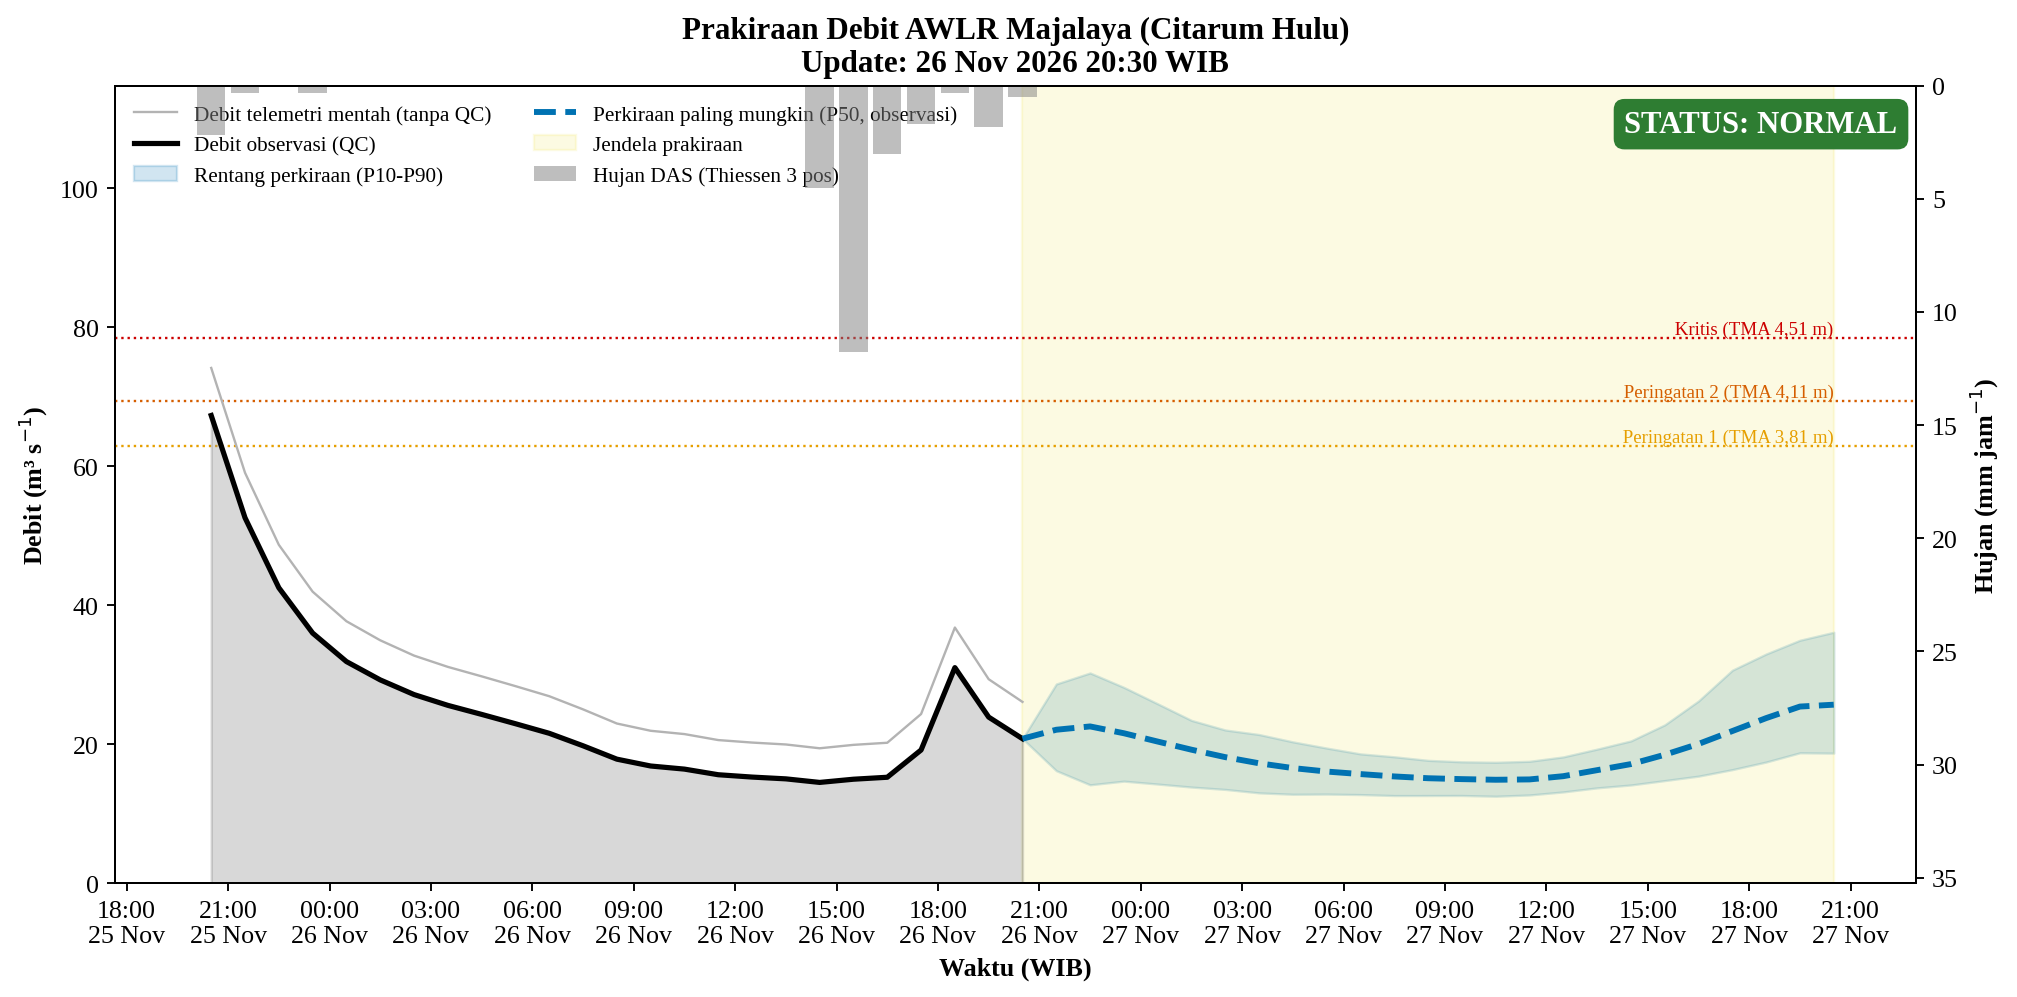 Prakiraan Debit AWLR Majalaya (Citarum Hulu)
Update: 26 Nov 2026 20:30 WIB
Debit telemetri mentah (tanpa QC)
Debit observasi (QC)
Rentang perkiraan (P10-P90)
Perkiraan paling mungkin (P50, observasi)
Jendela prakiraan
Hujan DAS (Thiessen 3 pos)
STATUS: NORMAL
Kritis (TMA 4,51 m)
Peringatan 2 (TMA 4,11 m)
Peringatan 1 (TMA 3,81 m)
Debit (m³ s⁻¹)
100
80
60
40
20
0
Hujan (mm jam⁻¹)
0
5
10
15
20
25
30
35
18:00 21:00 00:00 03:00 06:00 09:00 12:00 15:00 18:00 21:00 00:00 03:00 06:00 09:00 12:00 15:00 18:00 21:00
25 Nov 25 Nov 26 Nov 26 Nov 26 Nov 26 Nov 26 Nov 26 Nov 26 Nov 26 Nov 27 Nov 27 Nov 27 Nov 27 Nov 27 Nov 27 Nov 27 Nov 27 Nov
Waktu (WIB)